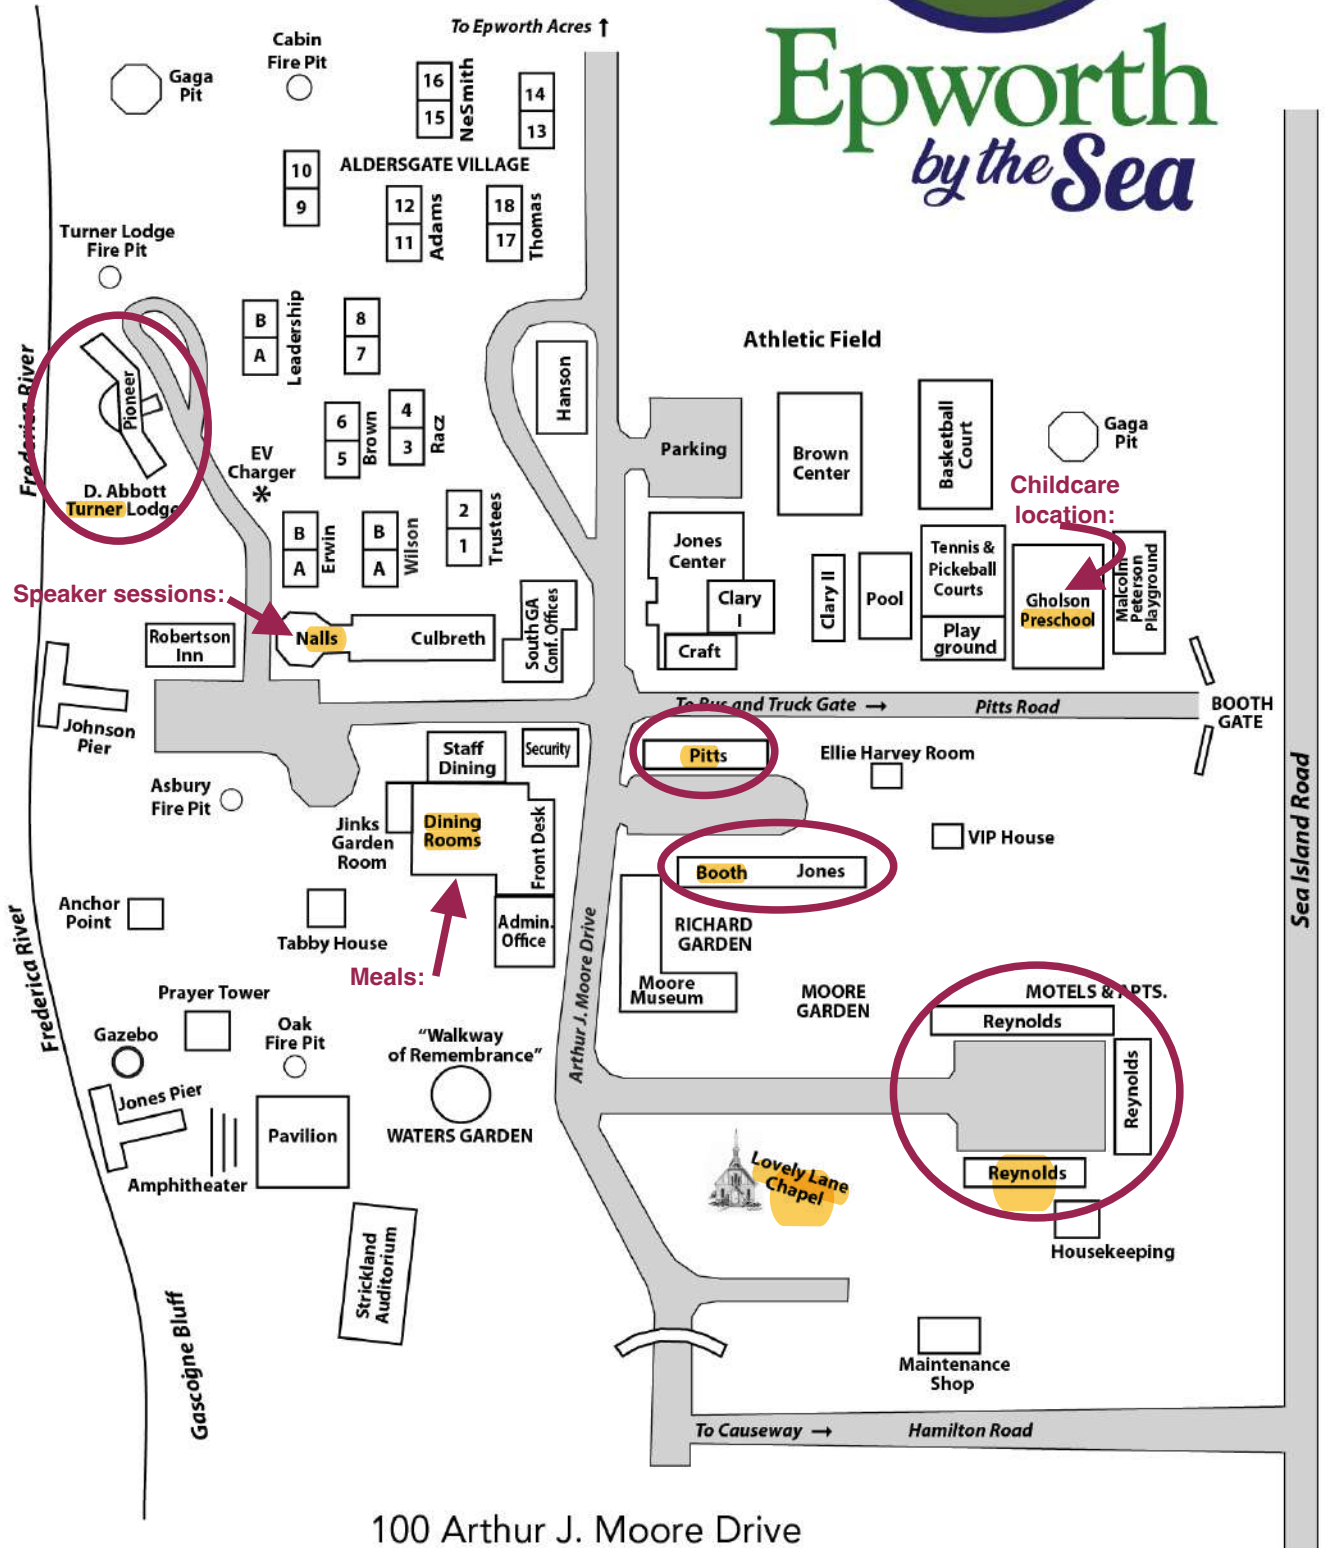 To Epworth Acres ↑
Epworth
by the Sea
Cabin
Fire Pit
Gaga
Pit
16
15
NeSmith
14
13
ALDERSGATE VILLAGE
10
9
12
11
Adams
18
17
Thomas
Turner Lodge
Fire Pit
B
A
Leadership
8
7
Hanson
Athletic Field
Frederica River
Pioneer
D. Abbott
Turner Lodge
6
5
Brown
4
3
Racz
EV
Charger
*
Parking
Brown
Center
Basketball
Court
Gaga
Pit
Childcare
location:
B
A
Erwin
B
A
Wilson
2
1
Trustees
Jones
Center
Clary
I
Craft
Clary II
Pool
Tennis &
Pickeball
Courts
Play
ground
Gholson
Preschool
Malcolm
Peterson
Playground
Speaker sessions:
Nalls
Culbreth
South GA
Conf. Offices
Robertson
Inn
Johnson
Pier
To Bus and Truck Gate →
Pitts Road
BOOTH
GATE
Staff
Dining
Security
Pitts
Ellie Harvey Room
Asbury
Fire Pit
Jinks
Garden
Room
Dining
Rooms
Front Desk
VIP House
Sea Island Road
Booth
Jones
Anchor
Point
Tabby House
Admin.
Office
Meals:
Arthur J. Moore Drive
RICHARD
GARDEN
Moore
Museum
MOORE
GARDEN
MOTELS & APTS.
Reynolds
Reynolds
Reynolds
Frederica River
Prayer Tower
Gazebo
Oak
Fire Pit
"Walkway
of Remembrance"
WATERS GARDEN
Jones Pier
Pavilion
Amphitheater
Lovely Lane
Chapel
Housekeeping
Strickland
Auditorium
Gascoigne Bluff
Maintenance
Shop
To Causeway →
Hamilton Road
100 Arthur J. Moore Drive